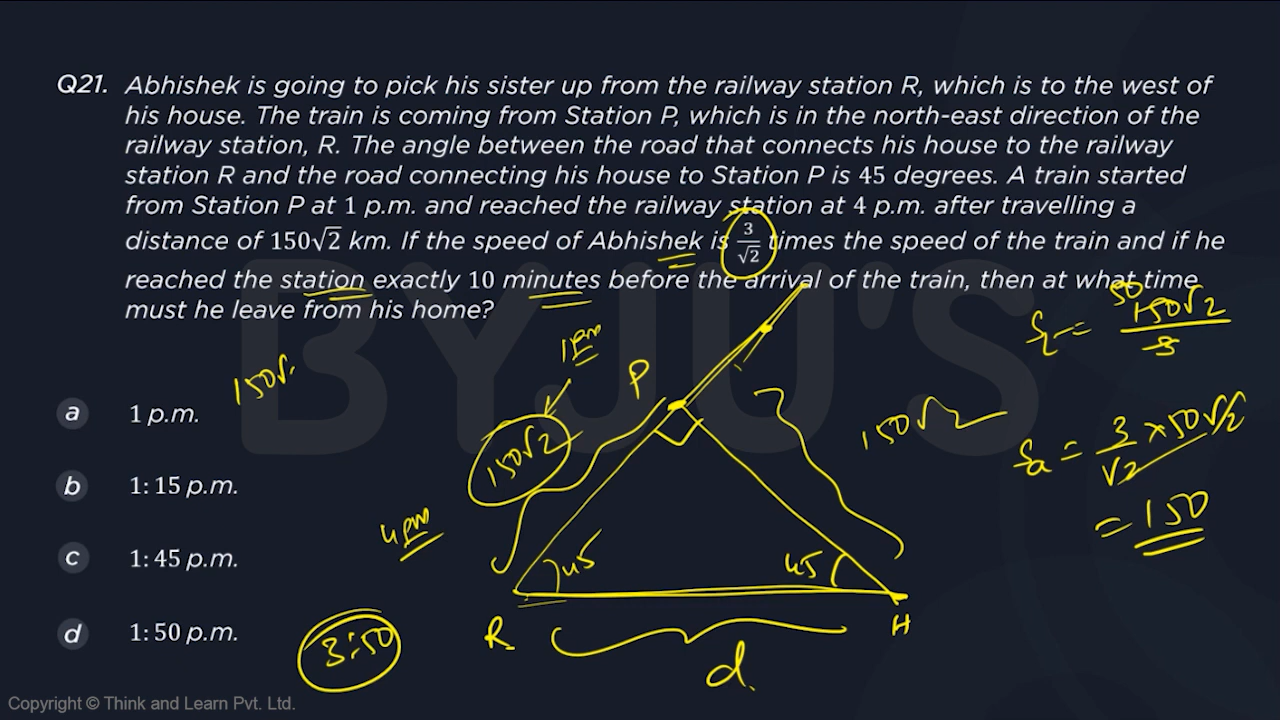 Q21. Abhishek is going to pick his sister up from the railway station R, which is to the west of
his house. The train is coming from Station P, which is in the north-east direction of the
railway station, R. The angle between the road that connects his house to the railway
station R and the road connecting his house to Station P is 45 degrees. A train started
from Station P at 1 p.m. and reached the railway station at 4 p.m. after travelling a
distance of 150√2 km. If the speed of Abhishek is 3/√2 times the speed of the train and if he
reached the station exactly 10 minutes before the arrival of the train, then at what time
must he leave from his home?
BYJU'S
a 1 p.m.
b 1:15 p.m.
c 1:45 p.m.
d 1:50 p.m.
150√
1 pm
P
150√2
4 pm
45
45
R
H
d.
3:50
150√2
50
= 150√2 / 3
= 3/√2 × 50√2
= 150
Copyright © Think and Learn Pvt. Ltd.